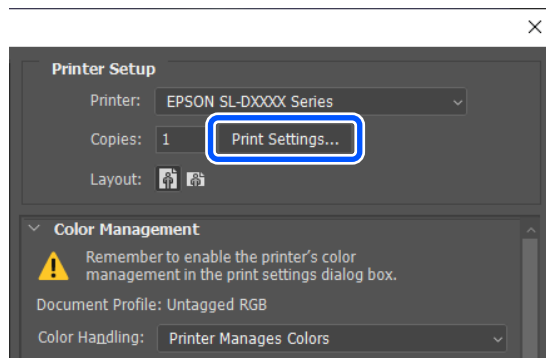 Printer Setup
Printer: EPSON SL-DXXXX Series
Copies: 1 Print Settings...
Layout:
Color Management
Remember to enable the printer's color
management in the print settings dialog box.
Document Profile: Untagged RGB
Color Handling: Printer Manages Colors